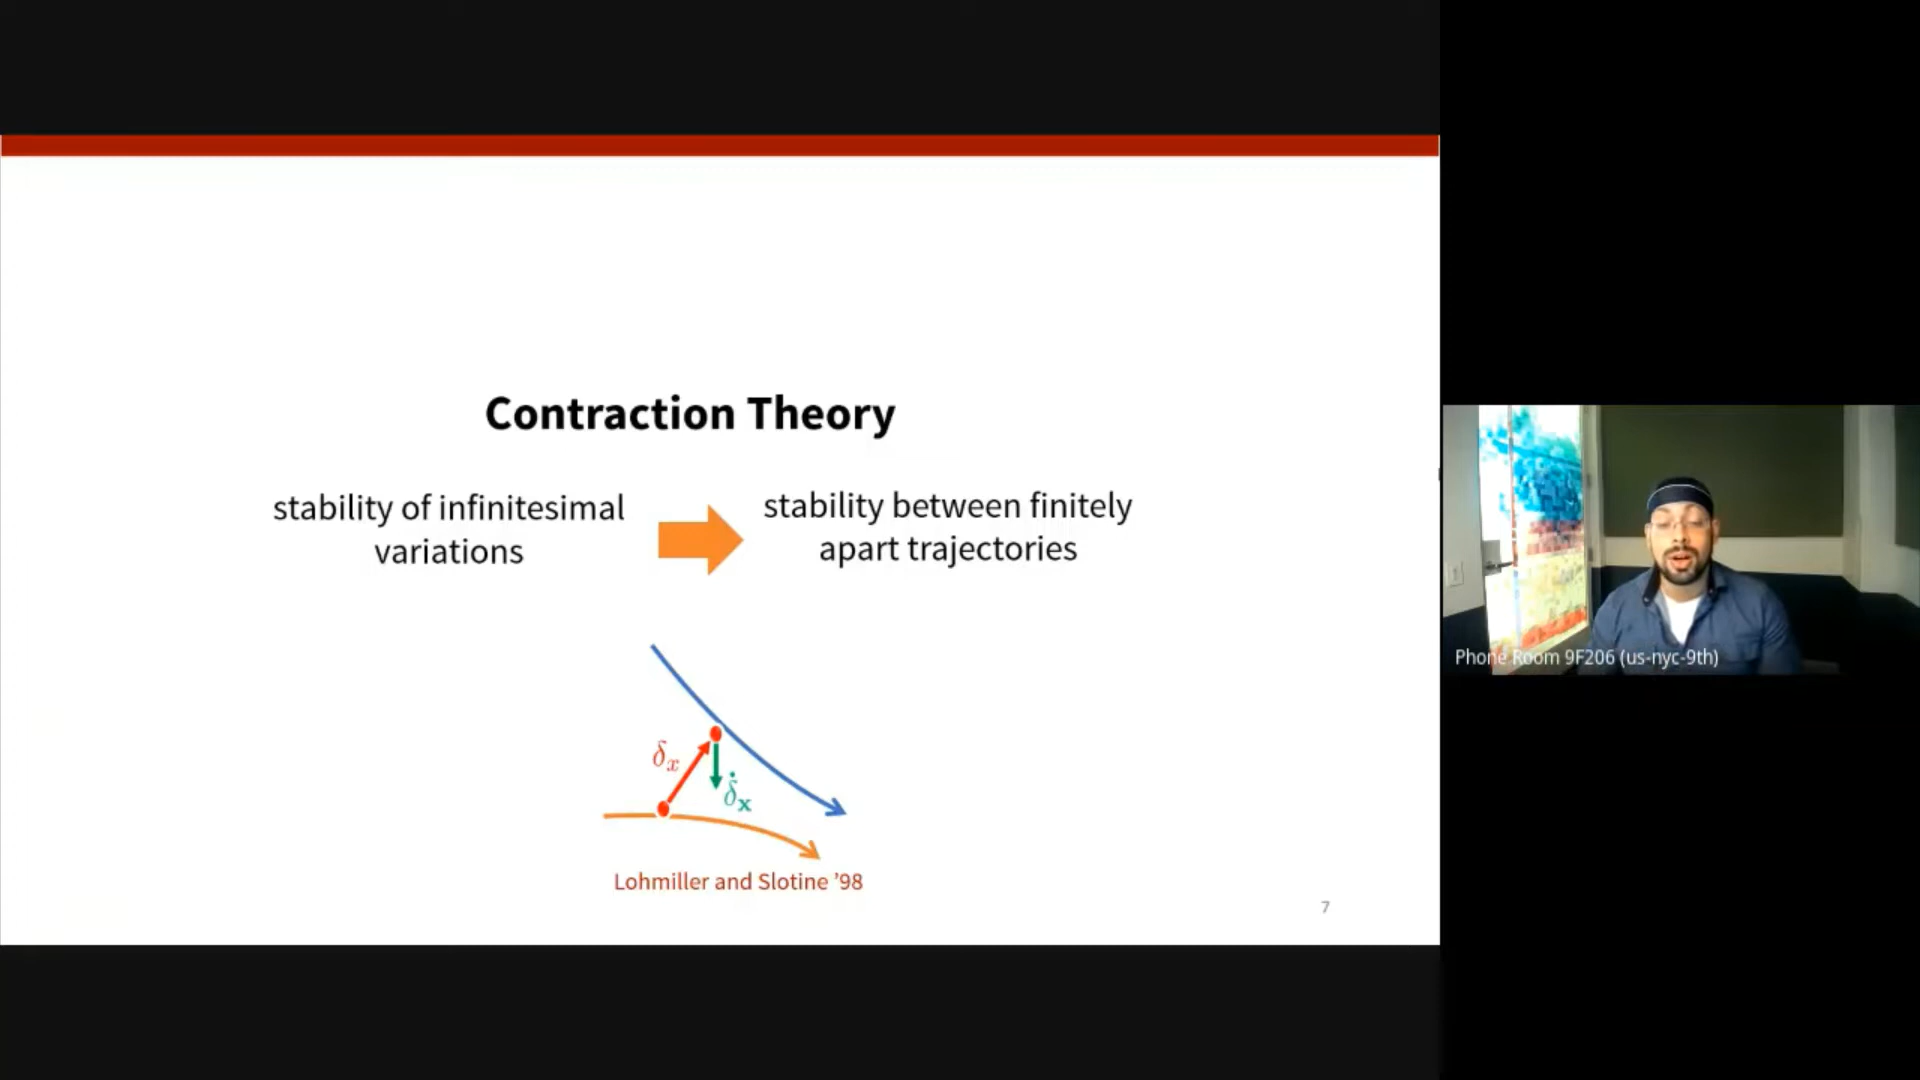 Contraction Theory
stability of infinitesimal
variations
stability between finitely
apart trajectories
δx
δ̇x
Lohmiller and Slotine ’98
7
Phone Room 9F206 (us-nyc-9th)